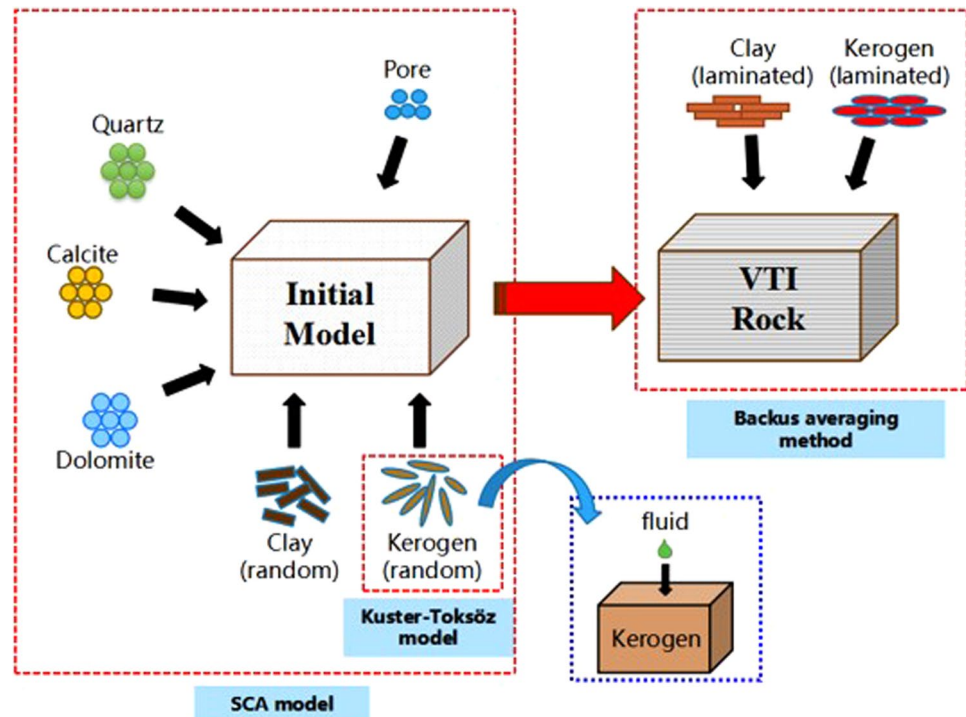 Pore
Quartz
Calcite
Dolomite
Initial
Model
Clay
(random)
Kerogen
(random)
Kuster-Toksöz
model
SCA model
Clay
(laminated)
Kerogen
(laminated)
VTI
Rock
Backus averaging
method
fluid
Kerogen